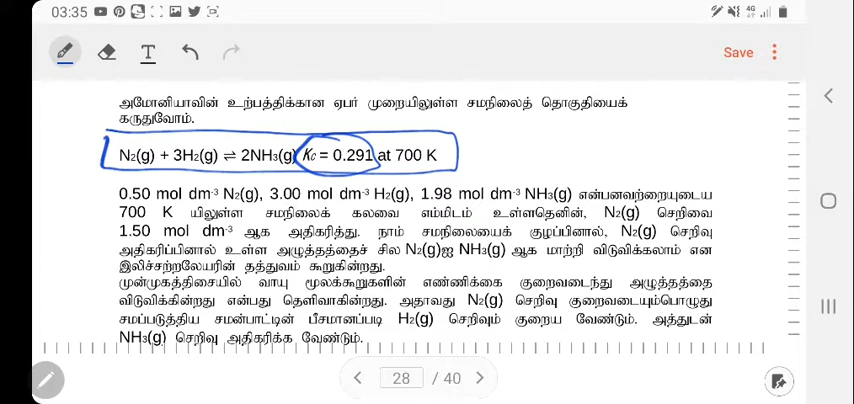 03:35
4G
T
Save
அமோனியாவின் உற்பத்திக்கான ஏபர் முறையிலுள்ள சமநிலைத் தொகுதியைக்
கருதுவோம்.
N₂(g) + 3H₂(g) ⇌ 2NH₃(g) Kc = 0.291 at 700 K
0.50 mol dm⁻³ N₂(g), 3.00 mol dm⁻³ H₂(g), 1.98 mol dm⁻³ NH₃(g) என்பனவற்றையுடைய
700 K யிலுள்ள சமநிலைக் கலவை எம்மிடம் உள்ளதெனின், N₂(g) செறிவை
1.50 mol dm⁻³ ஆக அதிகரித்து. நாம் சமநிலையைக் குழப்பினால், N₂(g) செறிவு
அதிகரிப்பினால் உள்ள அழுத்தத்தைச் சில N₂(g)ஐ NH₃(g) ஆக மாற்றி விடுவிக்கலாம் என
இலிச்சற்றலேயரின் தத்துவம் கூறுகின்றது.
முன்முகத்திசையில் வாயு மூலக்கூறுகளின் எண்ணிக்கை குறைவடைந்து அழுத்தத்தை
விடுவிக்கின்றது என்பது தெளிவாகின்றது. அதாவது N₂(g) செறிவு குறைவடையும்பொழுது
சமப்படுத்திய சமன்பாட்டின் பீசமானப்படி H₂(g) செறிவும் குறைய வேண்டும். அத்துடன்
NH₃(g) செறிவு அதிகரிக்க வேண்டும்.
28 / 40